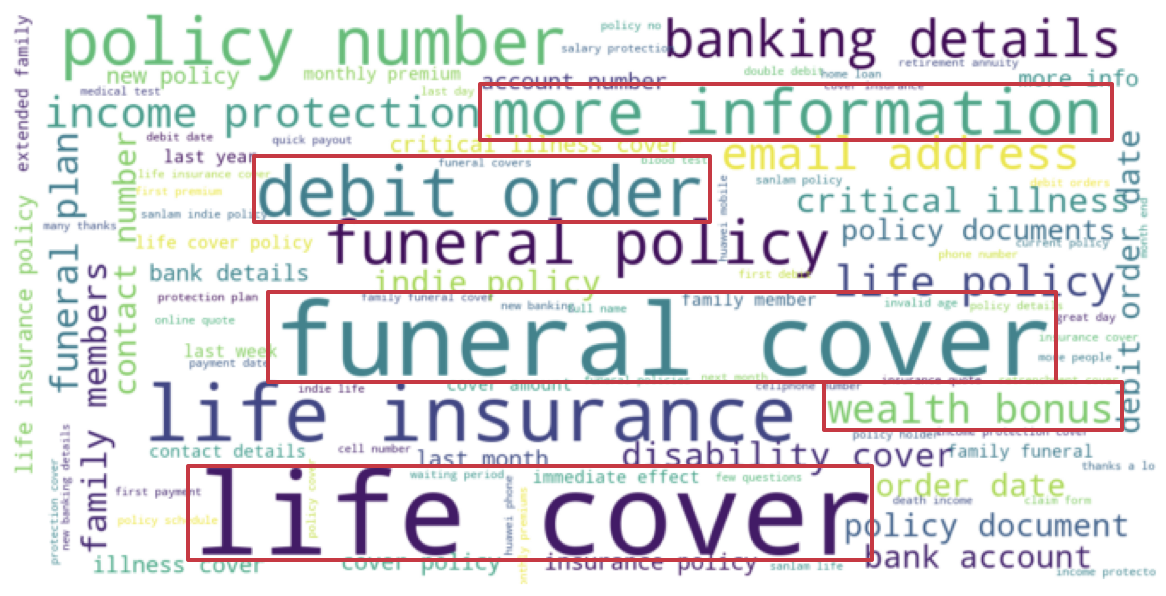 policy number
policy no
banking details
salary protectio
retirement annuity
extended family
new policy
monthly premium
account number
double debit
home loan
more info
medical test
last day
cover insurance
income protection
more information
debit date
quick payout
critical illness cover
email address
last year
funeral covers
blood test
life insurance cover
debit order
sanlam policy
debit orders
first premium
critical illness
sanlam indie policy
huawei mobile
many thanks
funeral policy
policy documents
life cover policy
current policy
month end
funeral plan
contact number
debit order date
phone number
bank details
indie policy
first debit
life policy
life insurance policy
family members
protection plan
family funeral cover
new banking
full name
family member
invalid age
policy details
great day
online quote
funeral cover
insurance cover
last week
payment date
more people
indie life
cover amount
funeral policies
next month
cellphone number
insurance quote
retrenchment cover
life insurance
wealth bonus
policy holder
income protection cover
contact details
cell number
last month
disability cover
family funeral
thanks a lo
new banking details
protection cover
first payment
policy cover
waiting period
immediate effect
few questions
order date
life cover
death income
claim form
policy schedule
huawei phone
nthly premiums
policy document
illness cover
cover policy
insurance policy
sanlam life
bank account
income protecto